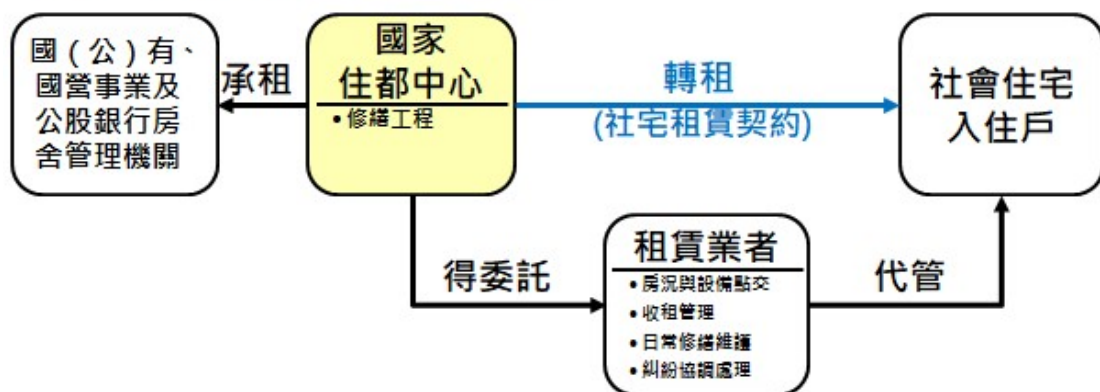 國（公）有、
國營事業及
公股銀行房
舍管理機關
承租
國家
住都中心
•修繕工程
轉租
(社宅租賃契約)
社會住宅
入住戶
得委託
租賃業者
•房況與設備點交
•收租管理
•日常修繕維護
•糾紛協調處理
代管